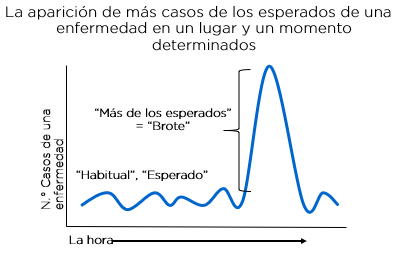 La aparición de más casos de los esperados de una
enfermedad en un lugar y un momento
determinados
“Más de los esperados”
= “Brote”
“Habitual”, “Esperado”
N.° Casos de una
enfermedad
La hora